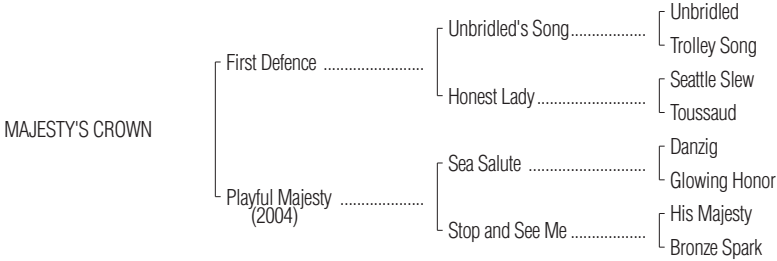 Unbridled
Unbridled's Song..................
Trolley Song
First Defence ........................
Seattle Slew
Honest Lady..........................
Toussaud
MAJESTY'S CROWN
Danzig
Sea Salute ............................
Glowing Honor
Playful Majesty ....................
(2004)
His Majesty
Stop and See Me ..................
Bronze Spark